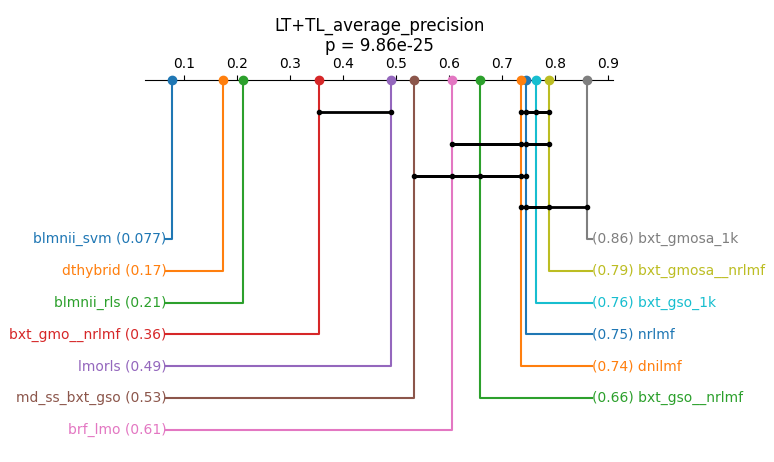 LT+TL_average_precision
p = 9.86e-25
0.1 0.2 0.3 0.4 0.5 0.6 0.7 0.8 0.9
blmnii_svm (0.077) (0.86) bxt_gmosa_1k
dthybrid (0.17) (0.79) bxt_gmosa__nrlmf
blmnii_rls (0.21) (0.76) bxt_gso_1k
bxt_gmo__nrlmf (0.36) (0.75) nrlmf
lmorls (0.49) (0.74) dnilmf
md_ss_bxt_gso (0.53) (0.66) bxt_gso__nrlmf
brf_lmo (0.61)